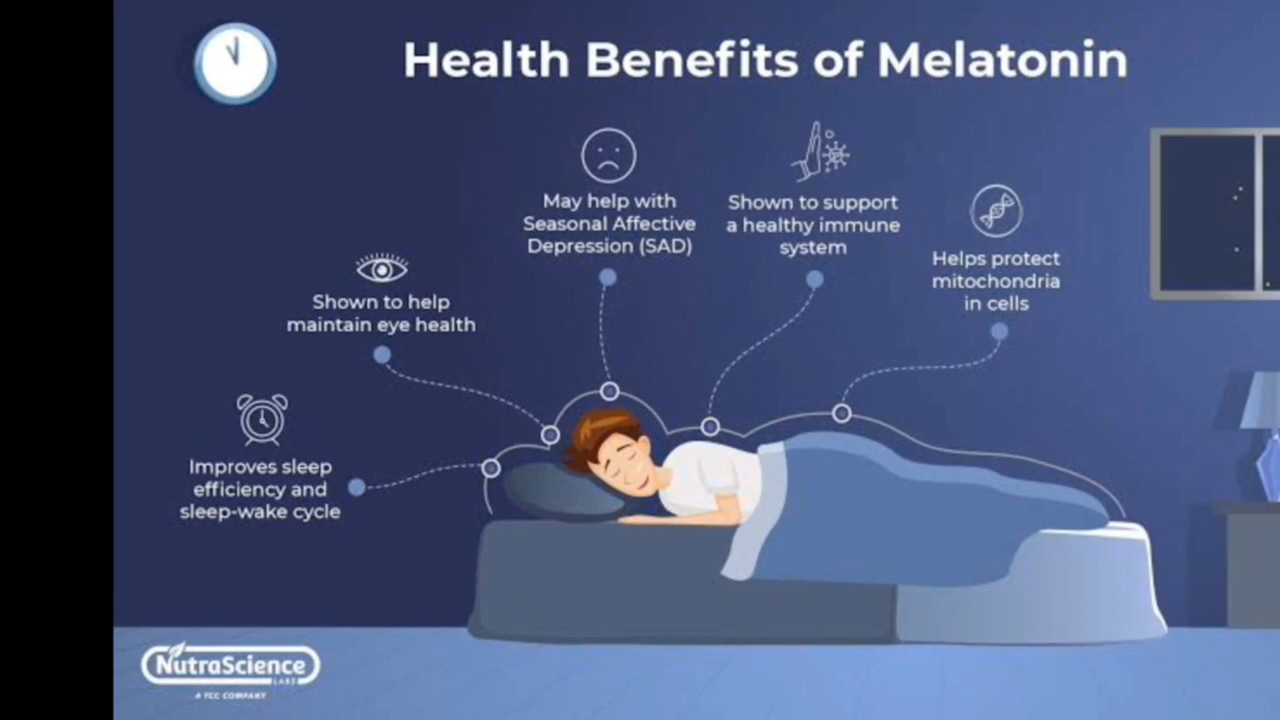 Health Benefits of Melatonin
May help with
Seasonal Affective
Depression (SAD)
Shown to support
a healthy immune
system
Helps protect
mitochondria
in cells
Shown to help
maintain eye health
Improves sleep
efficiency and
sleep-wake cycle
NutraScience
LABS
A TCC COMPANY